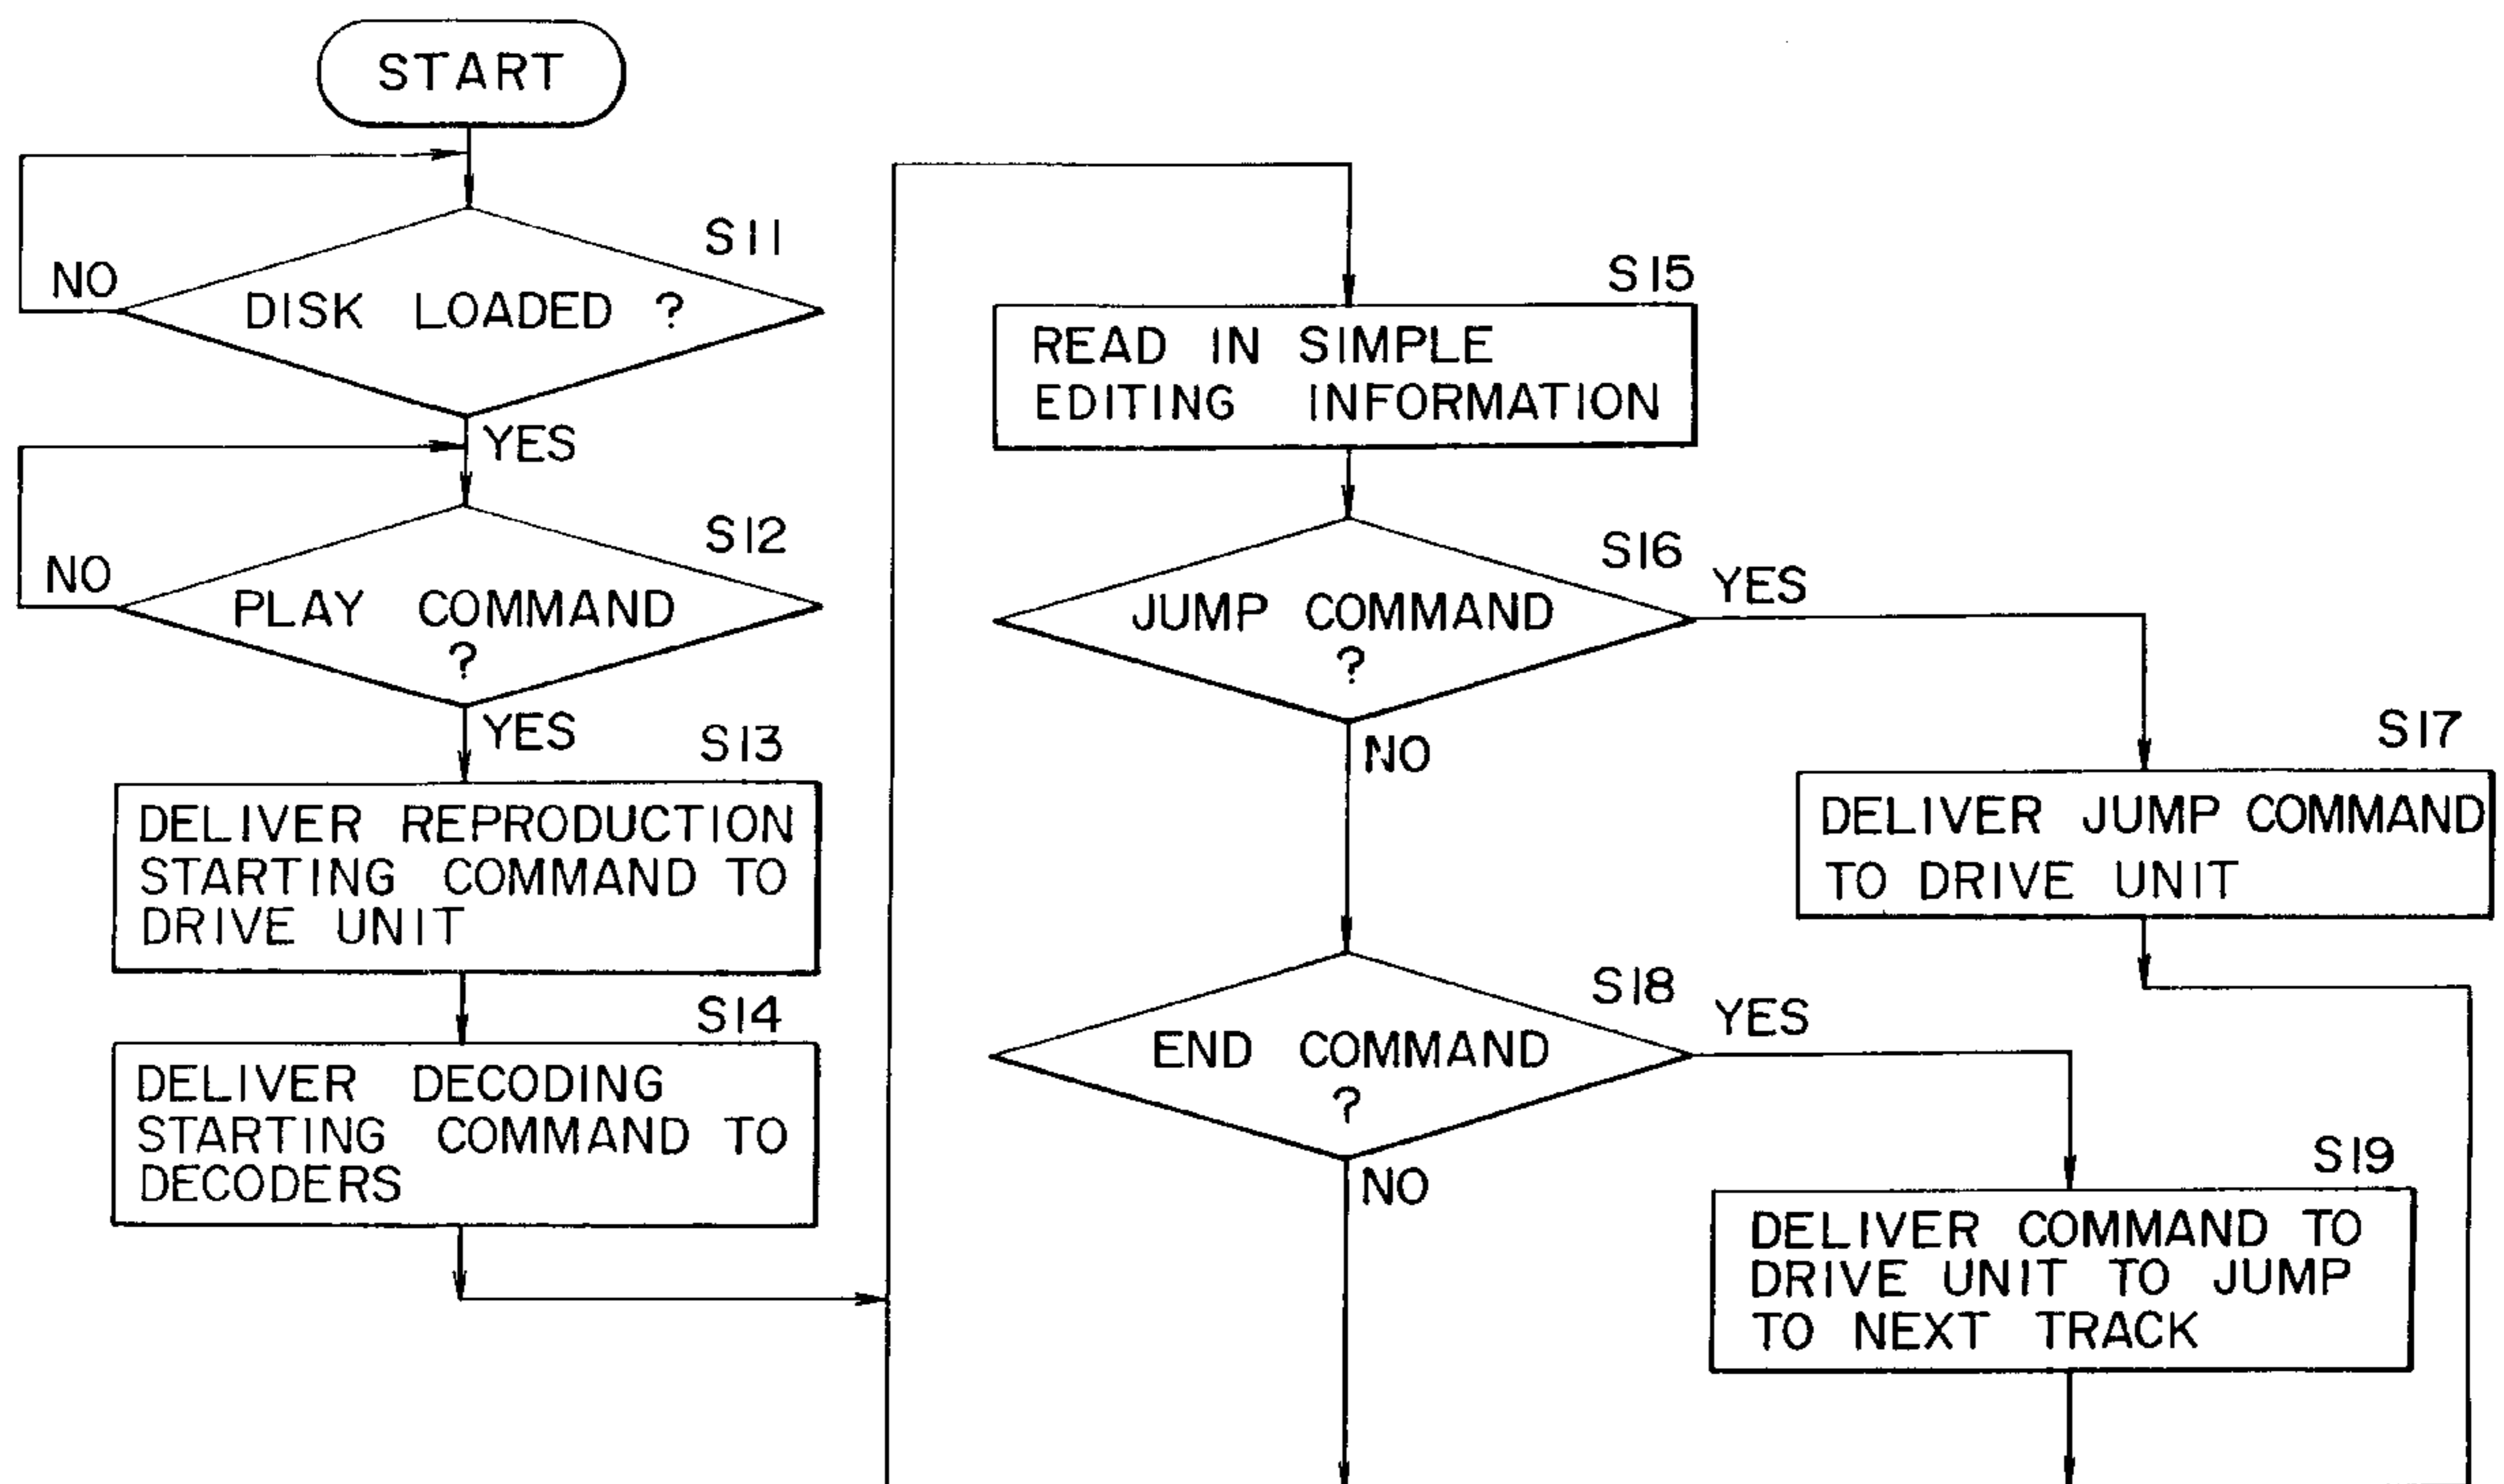 START
S11
NO
DISK LOADED ?
YES
S12
NO
PLAY COMMAND
?
YES
S13
DELIVER REPRODUCTION
STARTING COMMAND TO
DRIVE UNIT
S14
DELIVER DECODING
STARTING COMMAND TO
DECODERS
S15
READ IN SIMPLE
EDITING INFORMATION
S16
YES
JUMP COMMAND
?
NO
S17
DELIVER JUMP COMMAND
TO DRIVE UNIT
S18
YES
END COMMAND
?
NO
S19
DELIVER COMMAND TO
DRIVE UNIT TO JUMP
TO NEXT TRACK